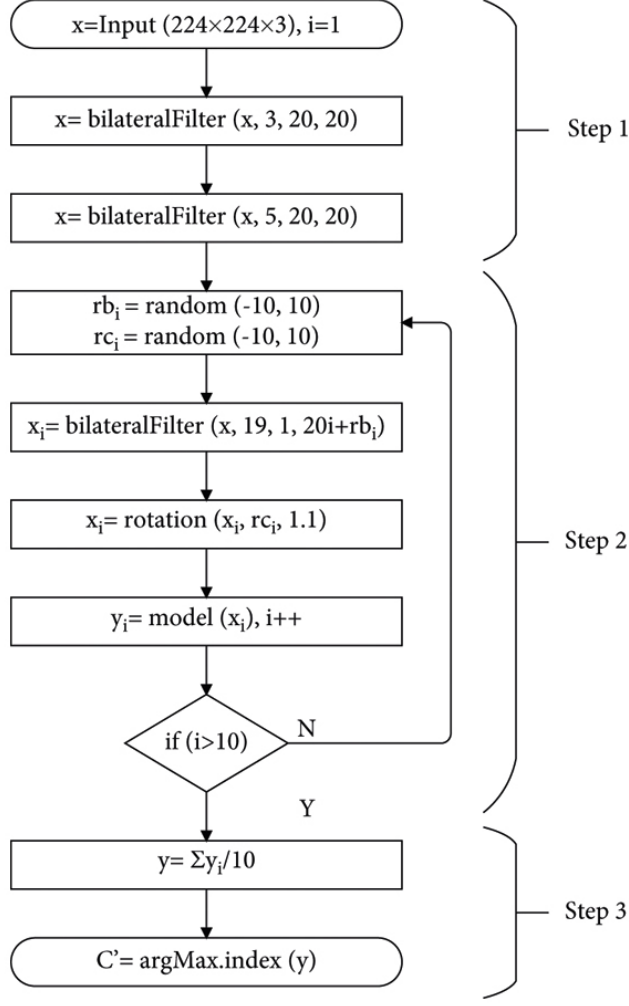 x=Input (224×224×3), i=1
x= bilateralFilter (x, 3, 20, 20)
Step 1
x= bilateralFilter (x, 5, 20, 20)
rbᵢ = random (-10, 10)
rcᵢ = random (-10, 10)
xᵢ= bilateralFilter (x, 19, 1, 20i+rbᵢ)
xᵢ= rotation (xᵢ, rcᵢ, 1.1)
Step 2
yᵢ= model (xᵢ), i++
if (i>10)
N
Y
y= Σyᵢ/10
Step 3
C’= argMax.index (y)